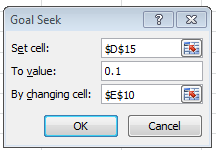 Goal Seek ?
Set cell: $D$15
To value: 0.1
By changing cell: $E$10
OK Cancel